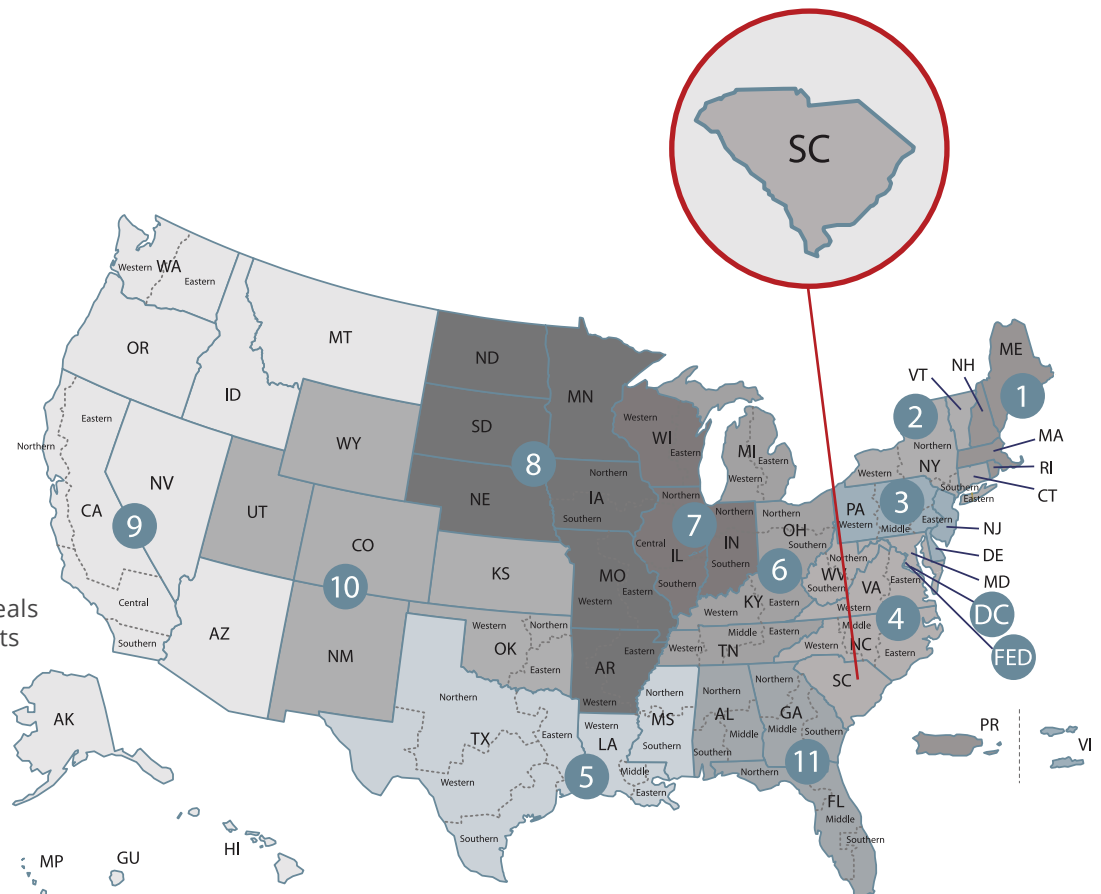 SC
Western
WA
Eastern
OR
ID
MT
ND
SD
NE
MN
8
WY
UT
CO
10
KS
NM
AZ
NV
9
Eastern
Northern
CA
Central
Southern
eals
ts
Western
WI
Eastern
Northern
IA
Southern
MI
Eastern
Western
Northern
7
Central
IL
Southern
Northern
IN
Southern
Northern
OH
Southern
6
MO
Western
Eastern
Western
KY
Eastern
Western
Middle
TN
Eastern
Eastern
AR
Western
Western
Northern
OK
Eastern
Northern
TX
Eastern
Western
Southern
Western
LA
Middle
Eastern
5
Northern
MS
Southern
Northern
AL
Middle
Southern
Northern
GA
Middle
Southern
11
Northern
FL
Middle
Southern
SC
Western
Middle
NC
Eastern
4
Northern
WV
Southern
VA
Eastern
Western
PA
Western
Middle
Eastern
3
2
Northern
Western
NY
Southern
Eastern
VT
NH
ME
1
MA
RI
CT
NJ
DE
MD
DC
FED
PR
VI
AK
HI
GU
MP